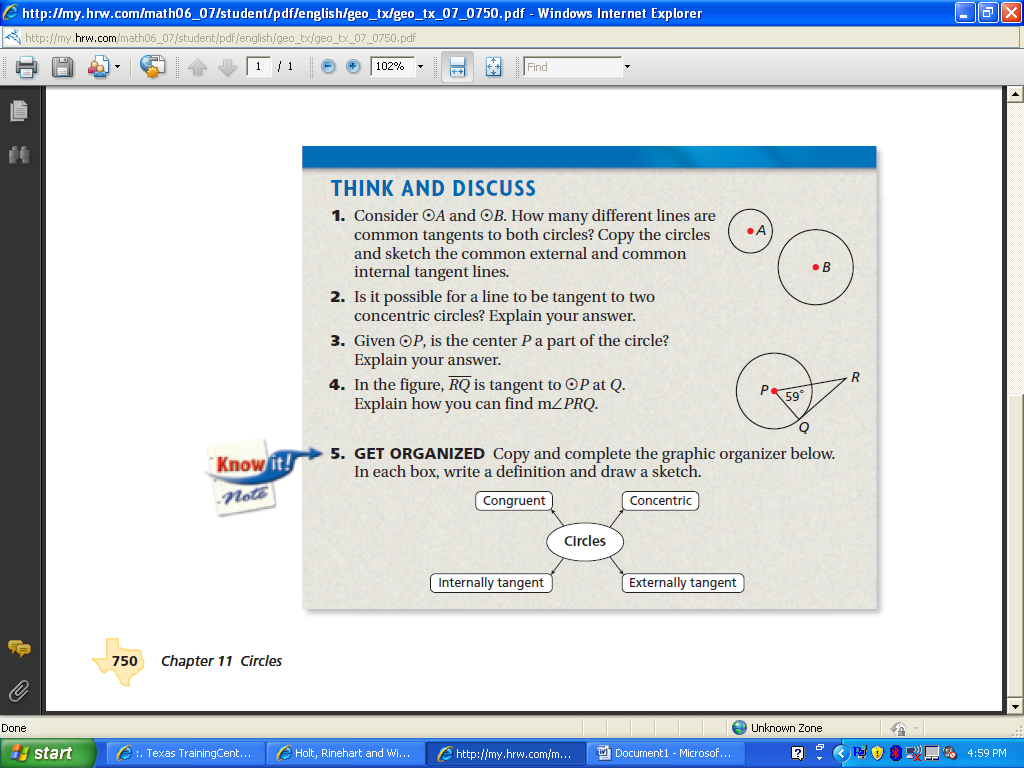 http://my.hrw.com/math06_07/student/pdf/english/geo_tx/geo_tx_07_0750.pdf - Windows Internet Explorer
http://my.hrw.com/math06_07/student/pdf/english/geo_tx/geo_tx_07_0750.pdf
1 / 1
102%
Find
THINK AND DISCUSS
1. Consider ⊙A and ⊙B. How many different lines are
common tangents to both circles? Copy the circles
and sketch the common external and common
internal tangent lines.
A
B
2. Is it possible for a line to be tangent to two
concentric circles? Explain your answer.
3. Given ⊙P, is the center P a part of the circle?
Explain your answer.
4. In the figure, R̅Q̅ is tangent to ⊙P at Q.
Explain how you can find m∠PRQ.
P
59°
R
Q
Know it!
Note
5. GET ORGANIZED Copy and complete the graphic organizer below.
In each box, write a definition and draw a sketch.
Congruent
Concentric
Circles
Internally tangent
Externally tangent
750 Chapter 11 Circles
Done
Unknown Zone
start
:. Texas TrainingCent...
Holt, Rinehart and Wi...
http://my.hrw.com/m...
Document1 - Microsof...
4:59 PM